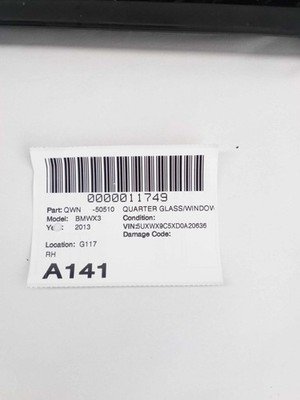 0000011749
Part: QWN -50510 QUARTER GLASS/WINDOW
Model: BMWX3 Condition:
2013 VIN:5UXWX9C5XD0A20636
Damage Code:
Location: G117
RH
A141